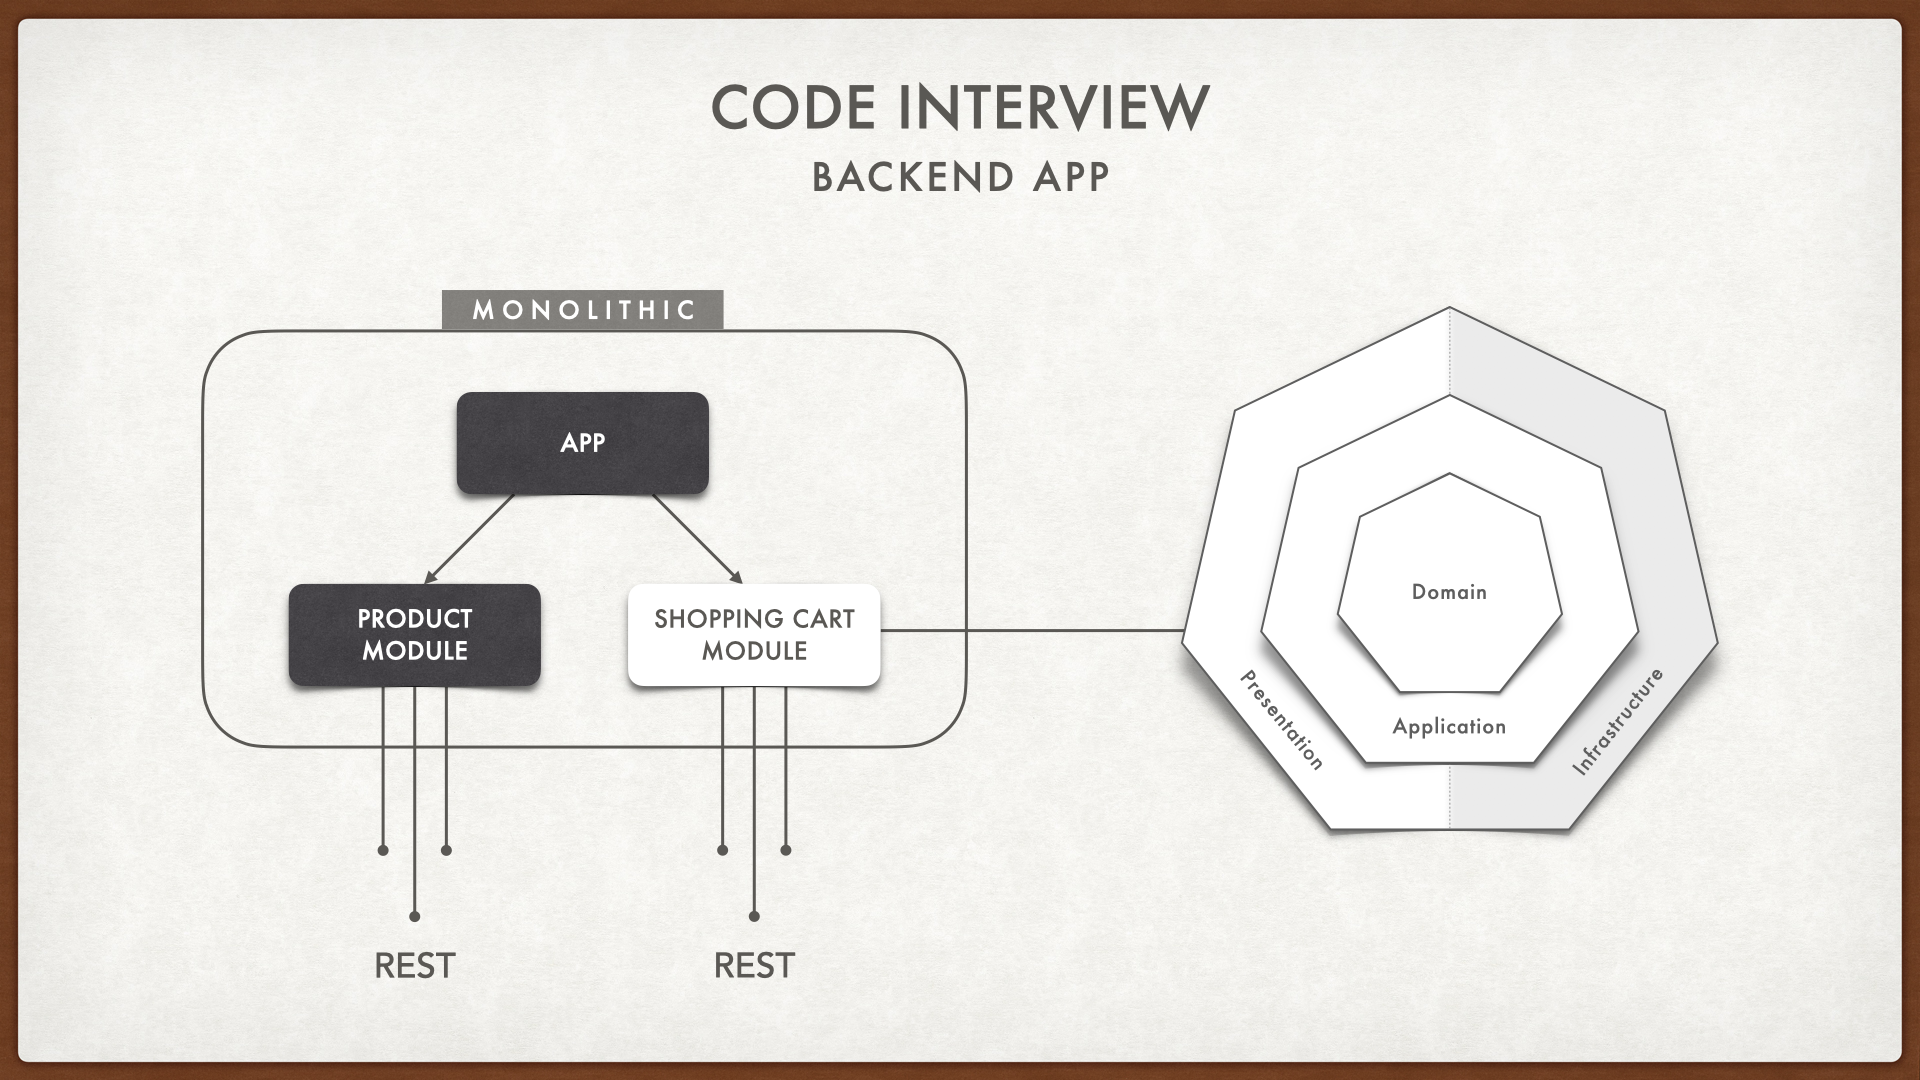 CODE INTERVIEW
BACKEND APP
MONOLITHIC
APP
PRODUCT
MODULE
SHOPPING CART
MODULE
REST
REST
Domain
Application
Presentation
Infrastructure